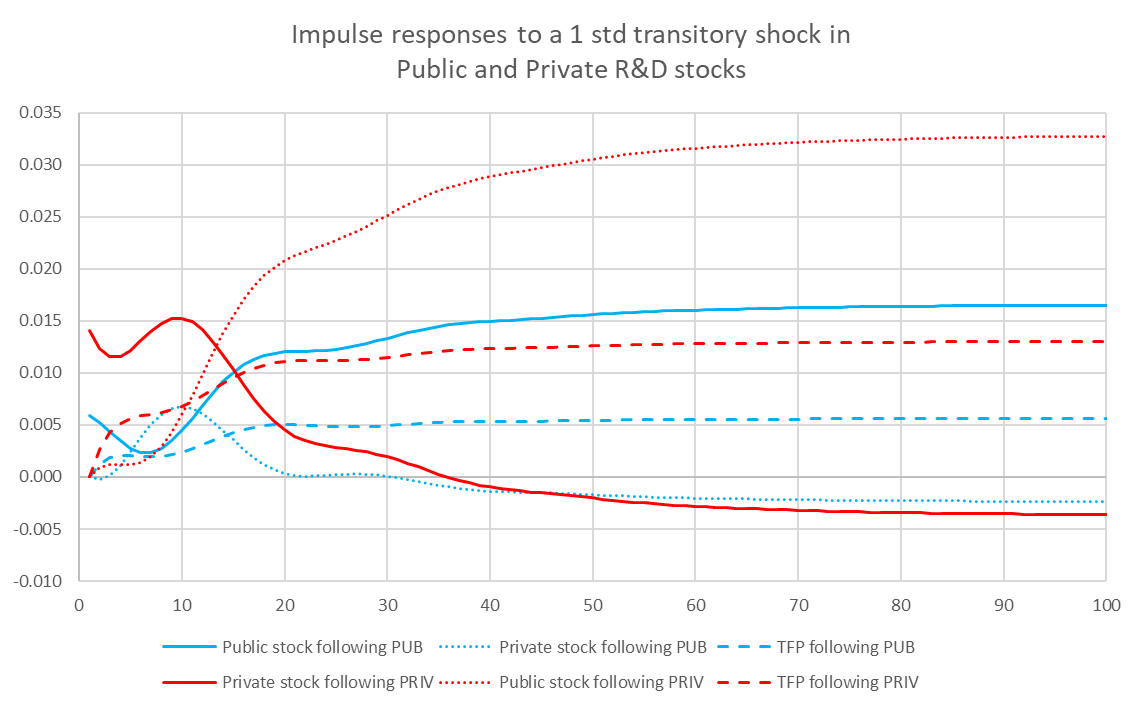 Impulse responses to a 1 std transitory shock in
Public and Private R&D stocks
0.035
0.030
0.025
0.020
0.015
0.010
0.005
0.000
-0.005
-0.010
0 10 20 30 40 50 60 70 80 90 100
Public stock following PUB Private stock following PUB TFP following PUB
Private stock following PRIV Public stock following PRIV TFP following PRIV